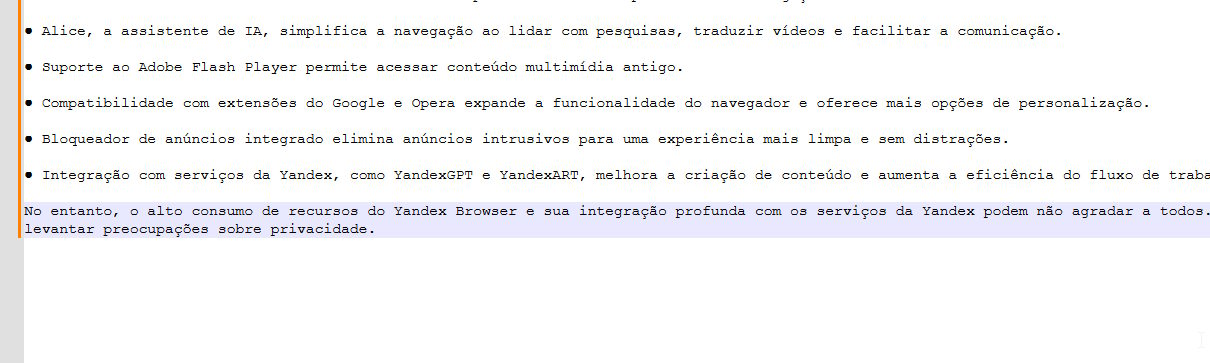 ● Alice, a assistente de IA, simplifica a navegação ao lidar com pesquisas, traduzir vídeos e facilitar a comunicação.
● Suporte ao Adobe Flash Player permite acessar conteúdo multimídia antigo.
● Compatibilidade com extensões do Google e Opera expande a funcionalidade do navegador e oferece mais opções de personalização.
● Bloqueador de anúncios integrado elimina anúncios intrusivos para uma experiência mais limpa e sem distrações.
● Integração com serviços da Yandex, como YandexGPT e YandexART, melhora a criação de conteúdo e aumenta a eficiência do fluxo de traba
No entanto, o alto consumo de recursos do Yandex Browser e sua integração profunda com os serviços da Yandex podem não agradar a todos.
levantar preocupações sobre privacidade.